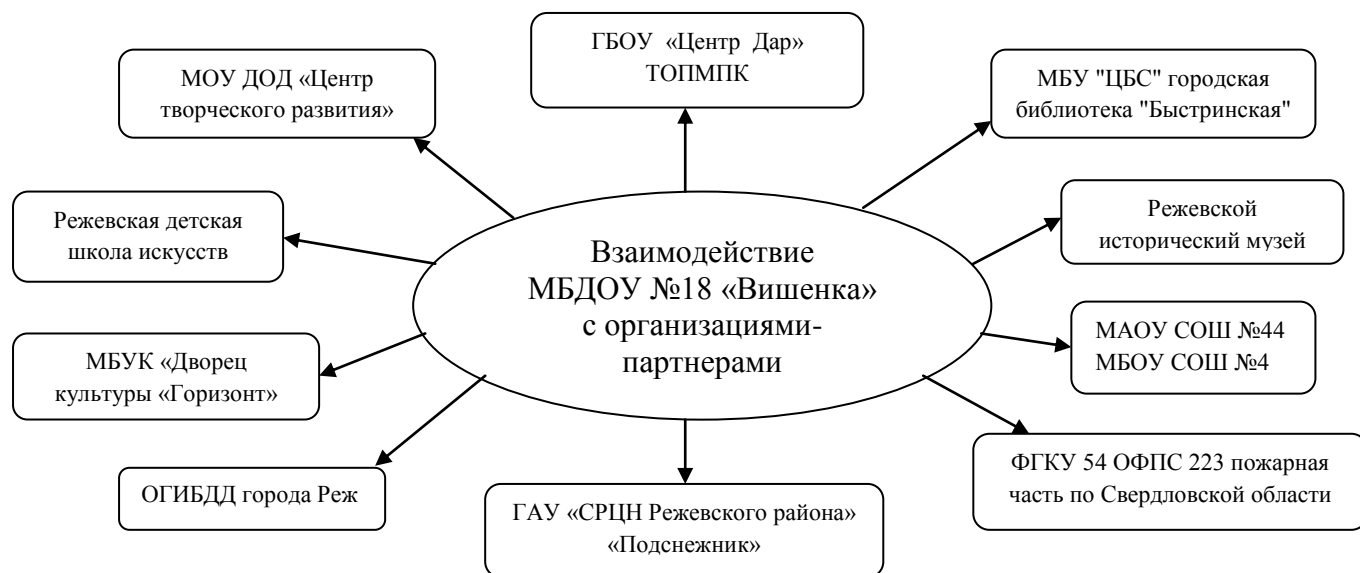 ГБОУ «Центр Дар»
ТОПМПК
МОУ ДОД «Центр
творческого развития»
МБУ "ЦБС" городская
библиотека "Быстринская"
Режевская детская
школа искусств
Режевской
исторический музей
Взаимодействие
МБДОУ №18 «Вишенка»
с организациями-
партнерами
МБУК «Дворец
культуры «Горизонт»
МАОУ СОШ №44
МБОУ СОШ №4
ОГИБДД города Реж
ФГКУ 54 ОФПС 223 пожарная
часть по Свердловской области
ГАУ «СРЦН Режевского района»
«Подснежник»